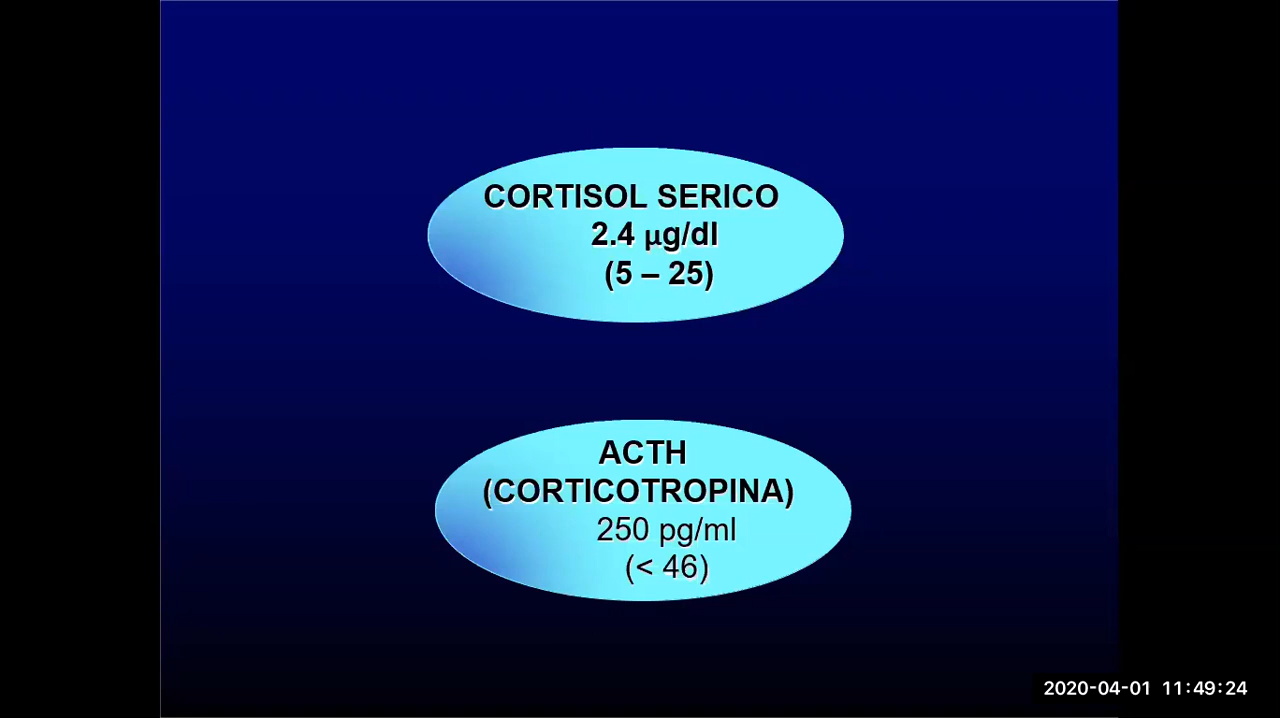 CORTISOL SERICO
2.4 µg/dl
(5 – 25)
ACTH
(CORTICOTROPINA)
250 pg/ml
(< 46)
2020-04-01 11:49:24